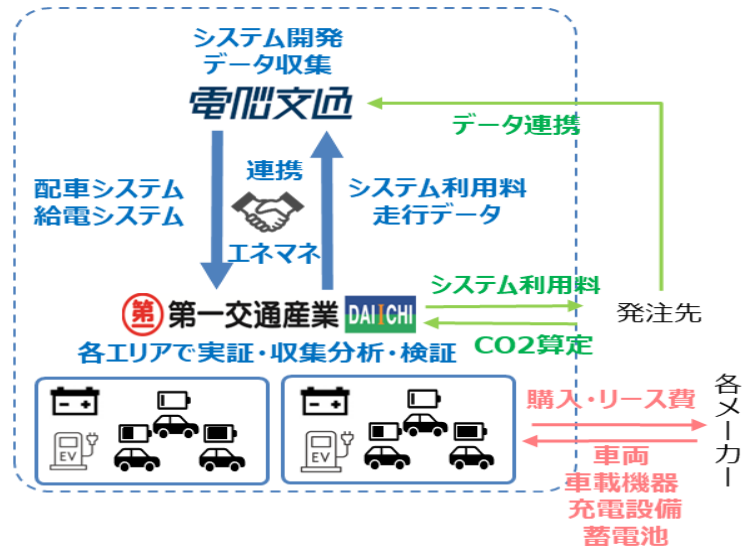 システム開発
データ収集
電脳交通
データ連携
配車システム
給電システム
連携
エネマネ
システム利用料
走行データ
第 第一交通産業 DAIICHI
システム利用料
CO2算定
発注先
各エリアで実証・収集分析・検証
EV
EV
購入・リース費
車両
車載機器
充電設備
蓄電池
各メーカー